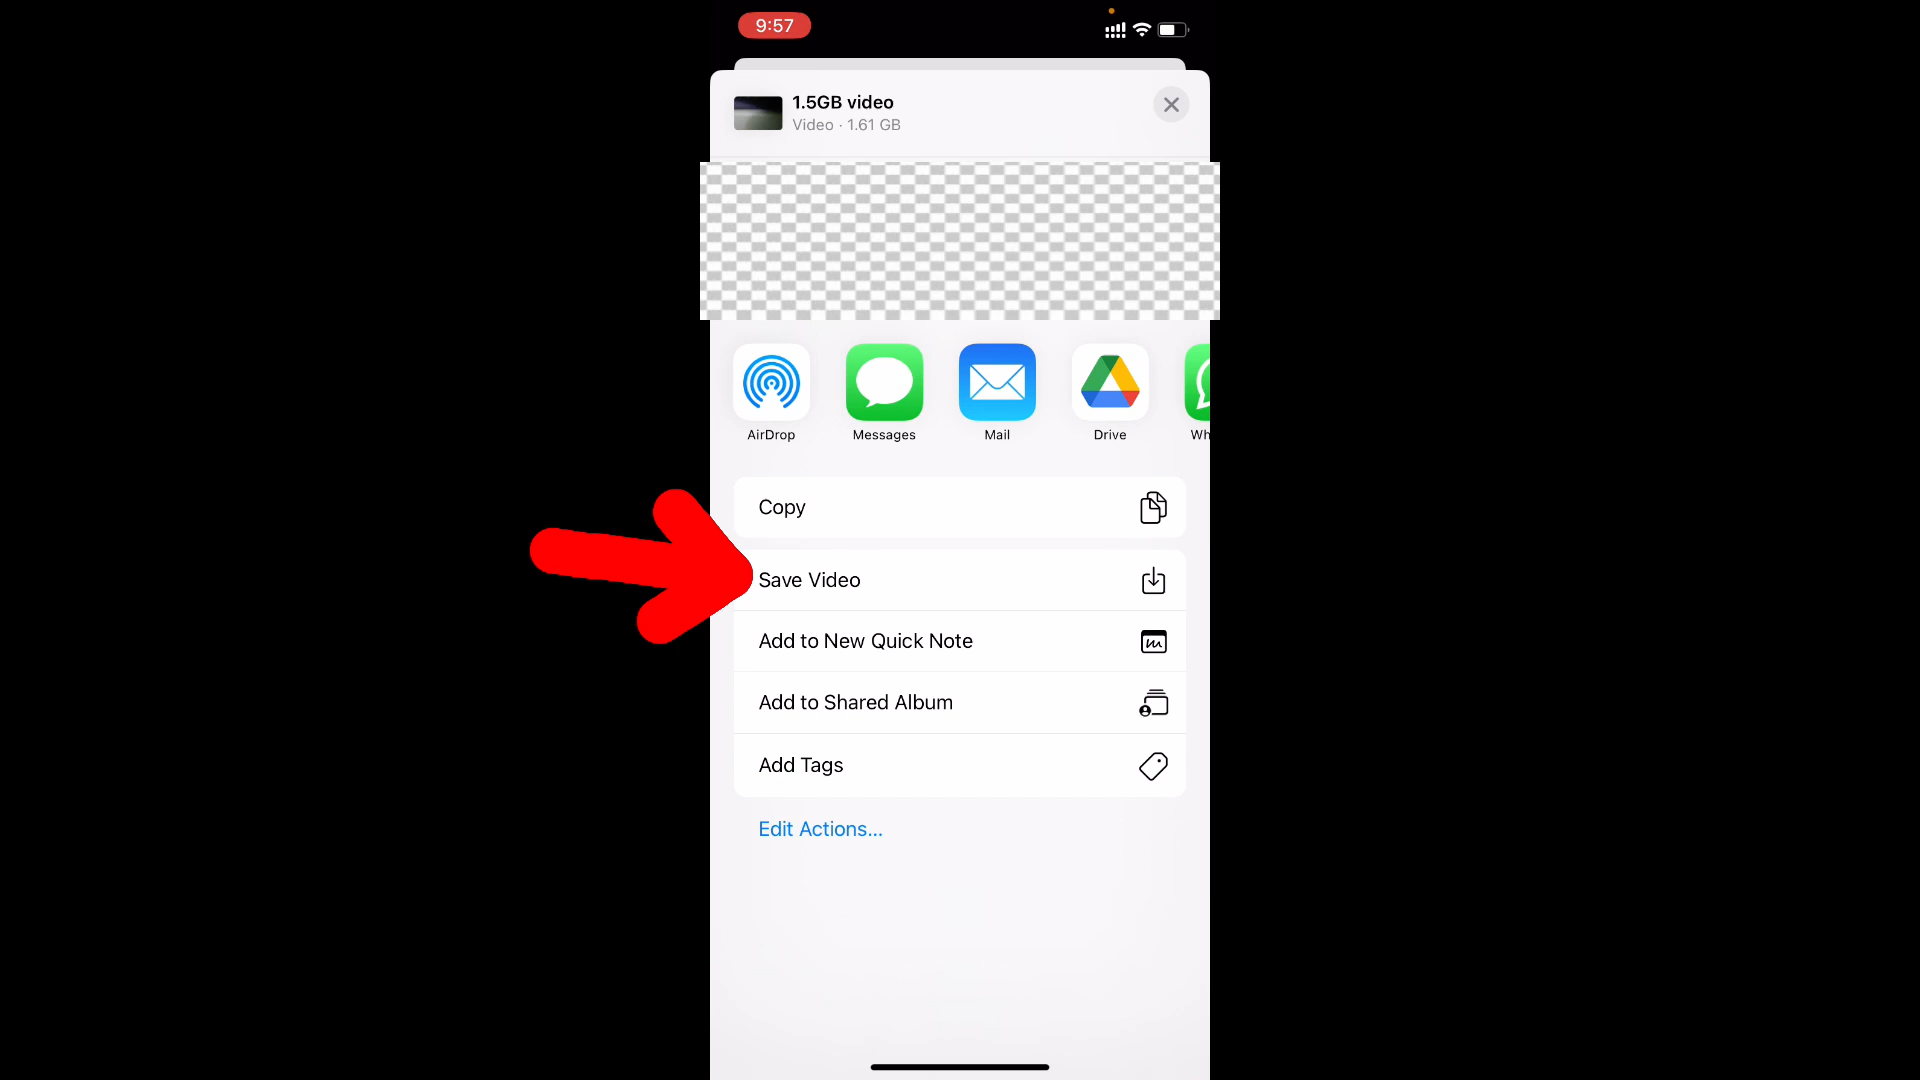 9:57
1.5GB video
Video · 1.61 GB
AirDrop
Messages
Mail
Drive
Wh
Copy
Save Video
Add to New Quick Note
Add to Shared Album
Add Tags
Edit Actions...